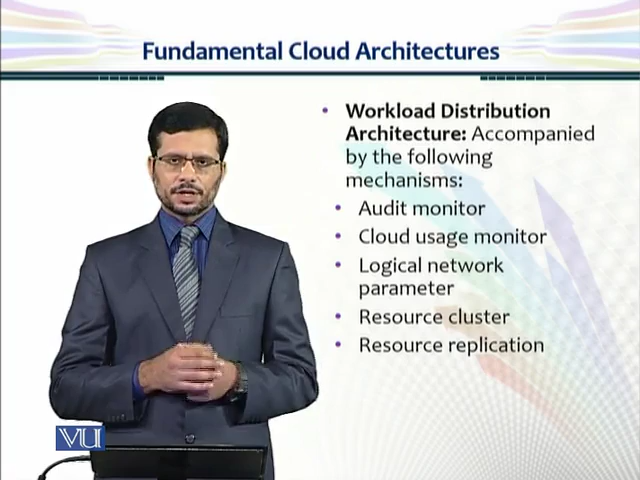 Fundamental Cloud Architectures
• Workload Distribution
Architecture: Accompanied
by the following
mechanisms:
• Audit monitor
• Cloud usage monitor
• Logical network
parameter
• Resource cluster
• Resource replication
VU